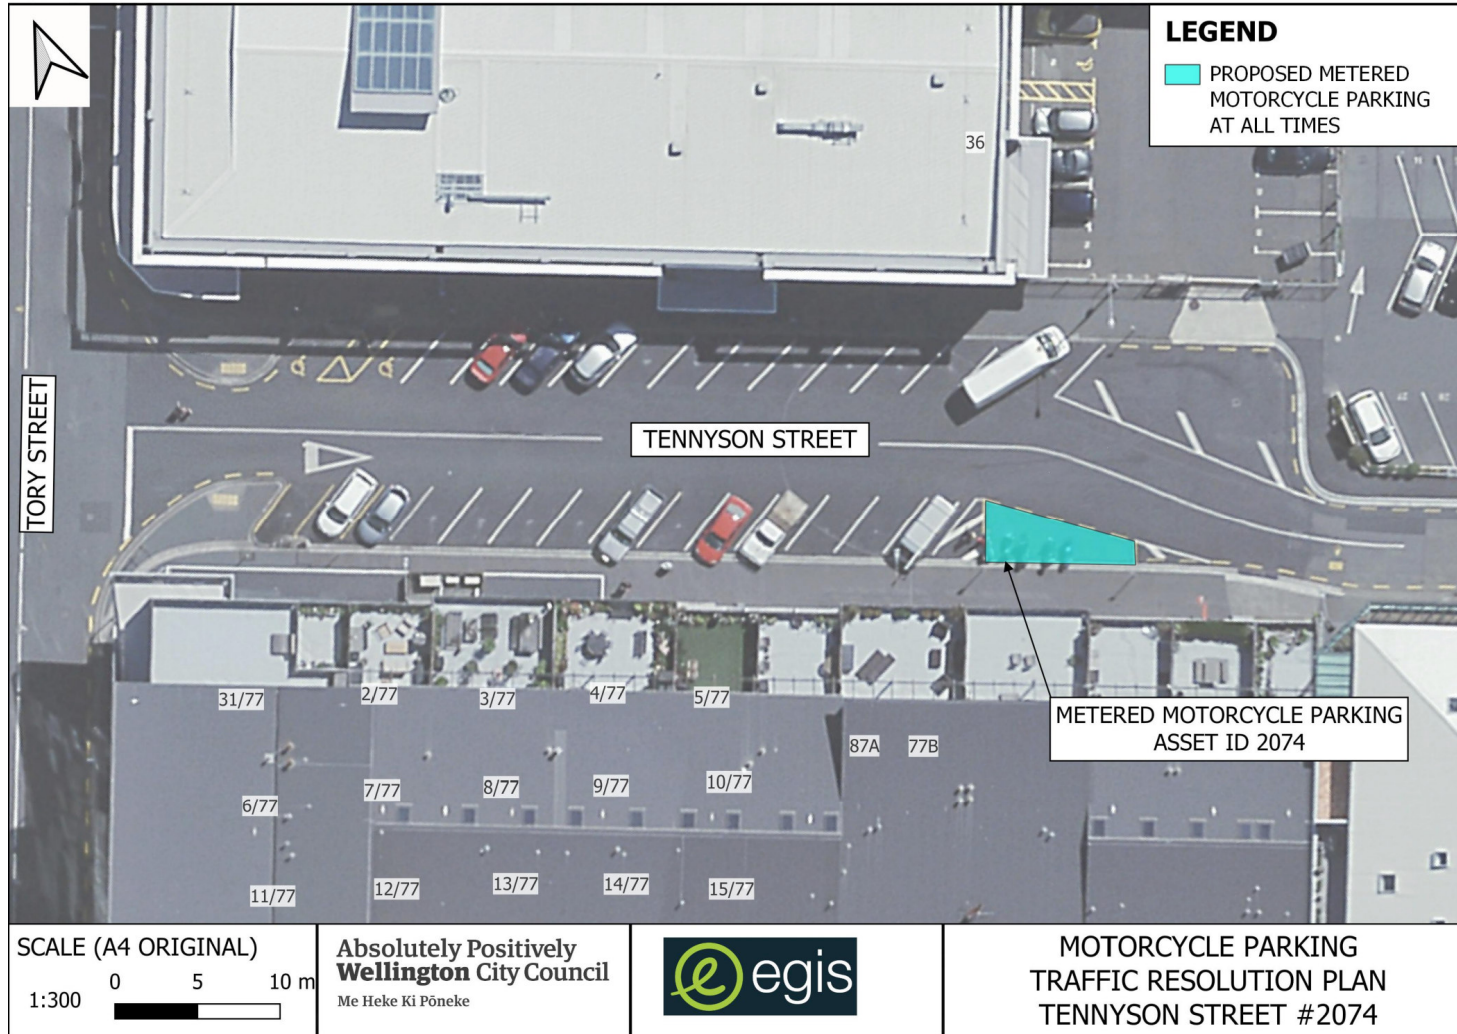 LEGEND
PROPOSED METERED
MOTORCYCLE PARKING
AT ALL TIMES
36
TORY STREET
TENNYSON STREET
METERED MOTORCYCLE PARKING
ASSET ID 2074
31/77
2/77
3/77
4/77
5/77
87A
77B
6/77
7/77
8/77
9/77
10/77
11/77
12/77
13/77
14/77
15/77
SCALE (A4 ORIGINAL)
0 5 10 m
1:300
Absolutely Positively
Wellington City Council
Me Heke Ki Pōneke
egis
MOTORCYCLE PARKING
TRAFFIC RESOLUTION PLAN
TENNYSON STREET #2074